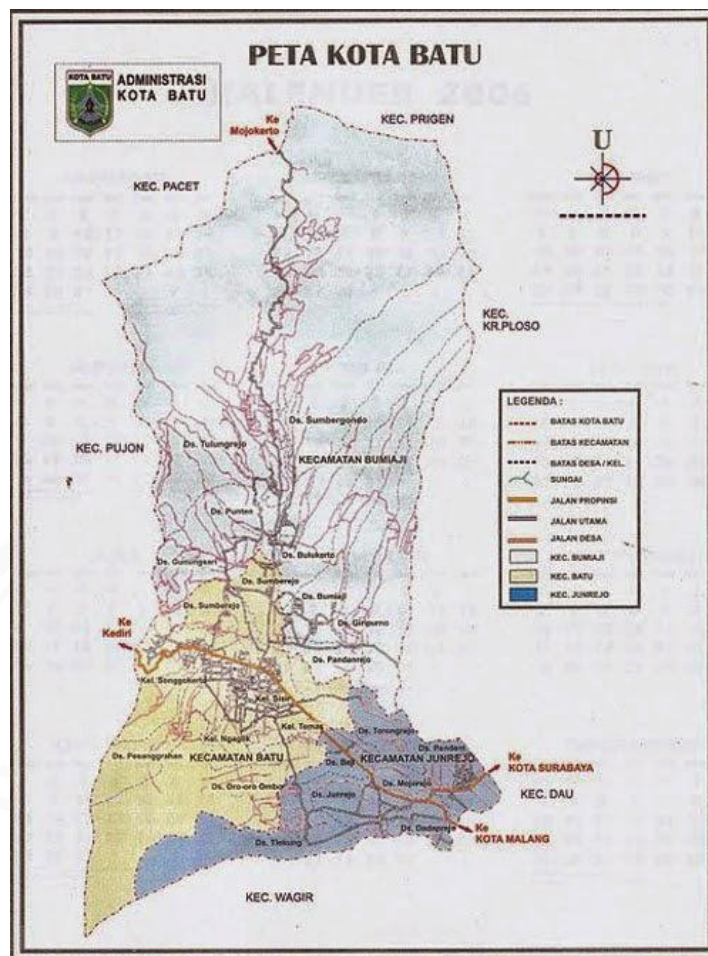 PETA KOTA BATU
KOTA BATU
ADMINISTRASI
KOTA BATU
Ke
Mojokerto
KEC. PRIGEN
U
KEC. PACET
KEC.
KR.PLOSO
KEC. PUJON
Ds. Sumbergondo
Ds. Tulungrejo
KECAMATAN BUMIAJI
Ds. Punten
Ds. Bulukerto
Ds. Gunungsari
Ds. Sumberejo
Ds. Bumiaji
Ds. Sumberejo
Ds. Giripurno
Ke
Kediri
Ds. Pandanrejo
Kel. Songgokerto
Kel. Sisir
Kel. Temas
Kel. Ngaglik
Ds. Torongrejo
Ds. Pesanggrahan
KECAMATAN BATU
Ds. Pendem
Ds. Beji
KECAMATAN JUNREJO
Ke
KOTA SURABAYA
Ds. Oro-oro Ombo
Ds. Junrejo
Ds. Mojorejo
KEC. DAU
Ds. Dadaprejo
Ke
KOTA MALANG
Ds. Tlekung
KEC. WAGIR
LEGENDA :
BATAS KOTA BATU
BATAS KECAMATAN
BATAS DESA / KEL.
SUNGAI
JALAN PROPINSI
JALAN UTAMA
JALAN DESA
KEC. BUMIAJI
KEC. BATU
KEC. JUNREJO